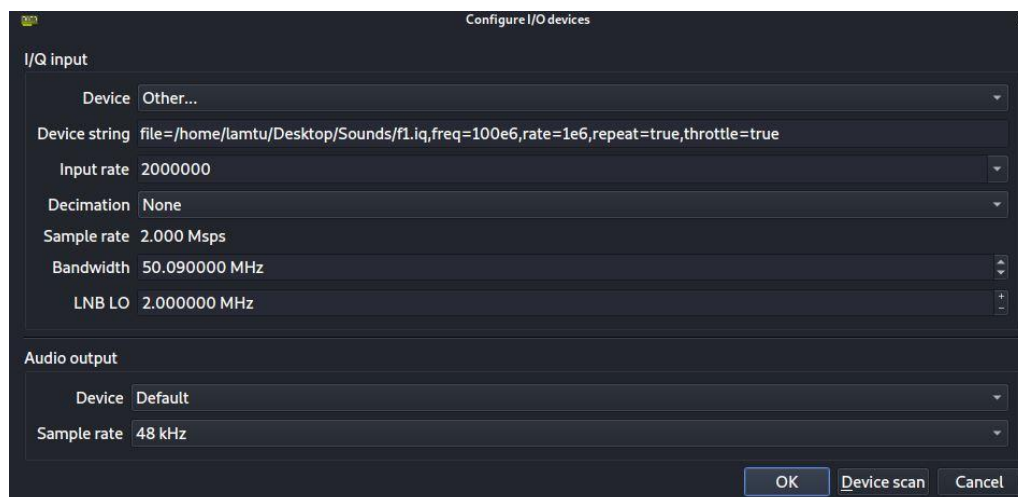 Configure I/O devices
I/Q input
Device Other...
Device string file=/home/lamtu/Desktop/Sounds/f1.iq,freq=100e6,rate=1e6,repeat=true,throttle=true
Input rate 2000000
Decimation None
Sample rate 2.000 Msps
Bandwidth 50.090000 MHz
LNB LO 2.000000 MHz
Audio output
Device Default
Sample rate 48 kHz
OK Device scan Cancel